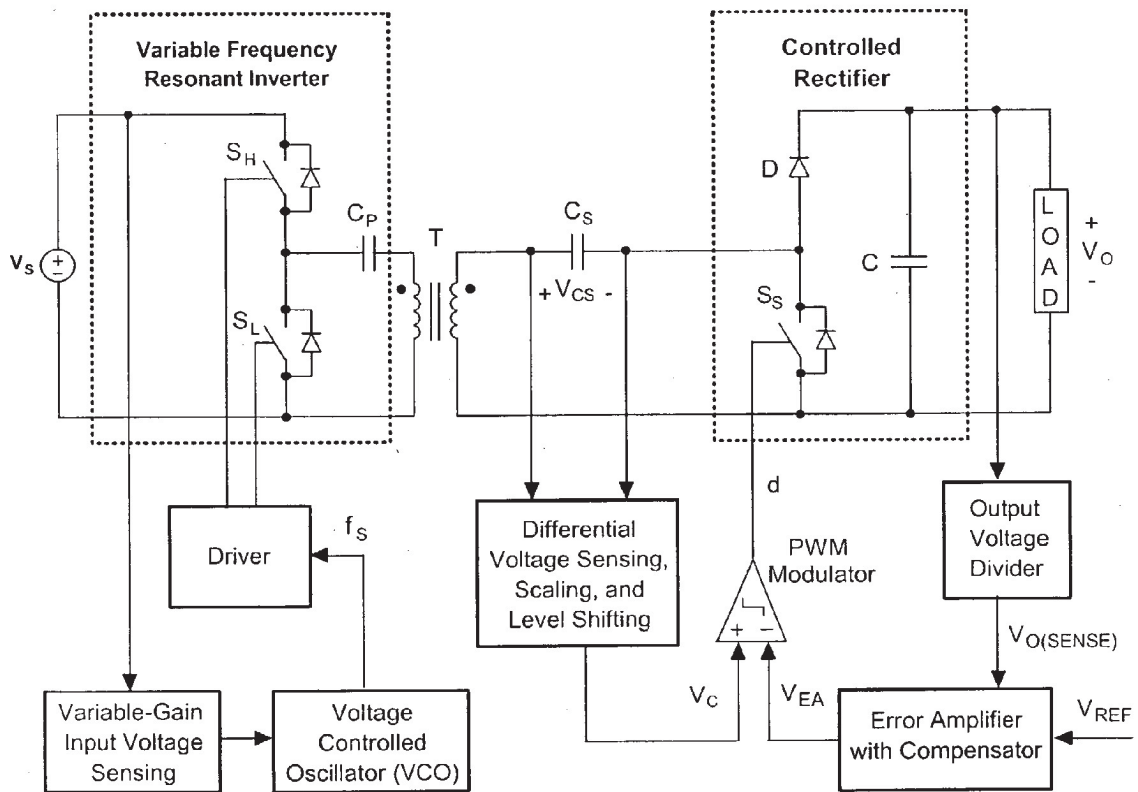 Variable Frequency
Resonant Inverter
Controlled
Rectifier
S_H
D
C_P
T
C_S
C
LOAD
+
V_O
-
v_S
+
-
+ V_CS -
S_S
S_L
d
f_S
Driver
Differential
Voltage Sensing,
Scaling, and
Level Shifting
PWM
Modulator
Output
Voltage
Divider
+ -
V_O(SENSE)
V_C
V_EA
V_REF
Variable-Gain
Input Voltage
Sensing
Voltage
Controlled
Oscillator (VCO)
Error Amplifier
with Compensator